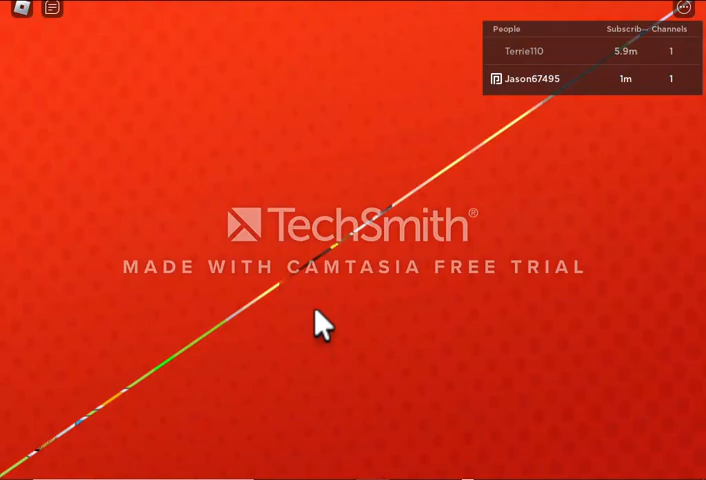 People Subscrib... Channels
Terrie110 5.9m 1
Jason67495 1m 1
TechSmith®
MADE WITH CAMTASIA FREE TRIAL